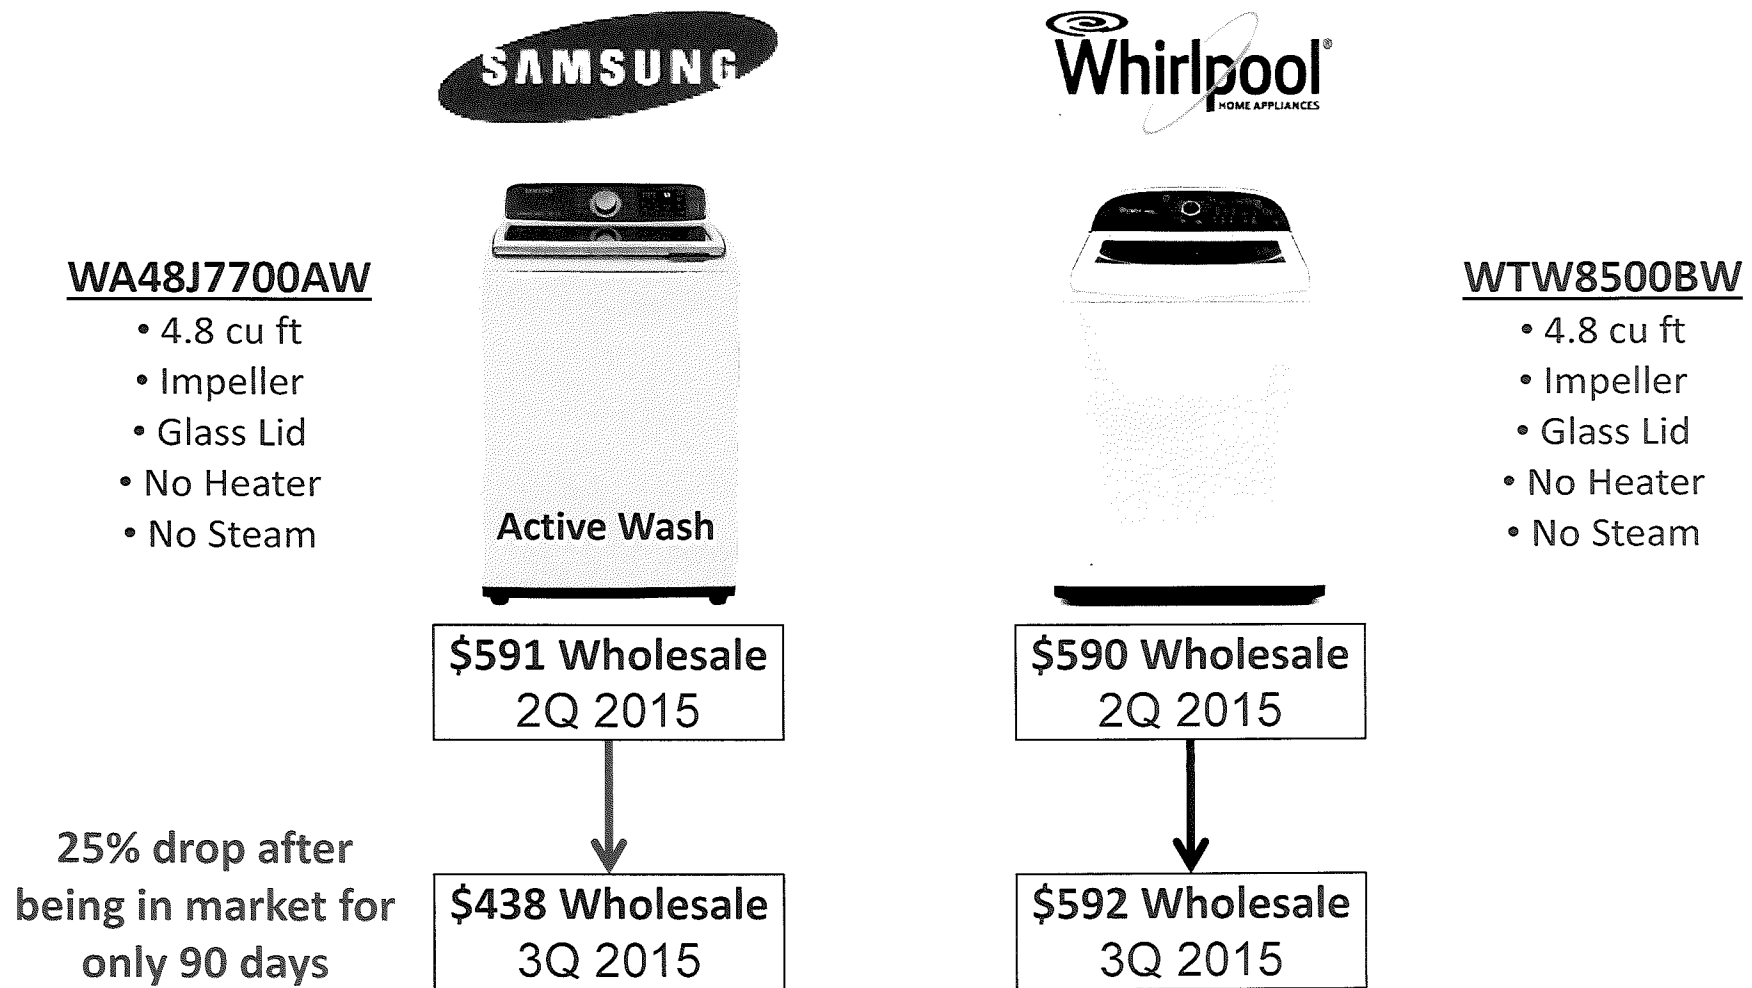 SAMSUNG
Whirlpool®
HOME APPLIANCES
WA48J7700AW
• 4.8 cu ft
• Impeller
• Glass Lid
• No Heater
• No Steam
Active Wash
WTW8500BW
• 4.8 cu ft
• Impeller
• Glass Lid
• No Heater
• No Steam
$591 Wholesale
2Q 2015
$590 Wholesale
2Q 2015
25% drop after
being in market for
only 90 days
$438 Wholesale
3Q 2015
$592 Wholesale
3Q 2015